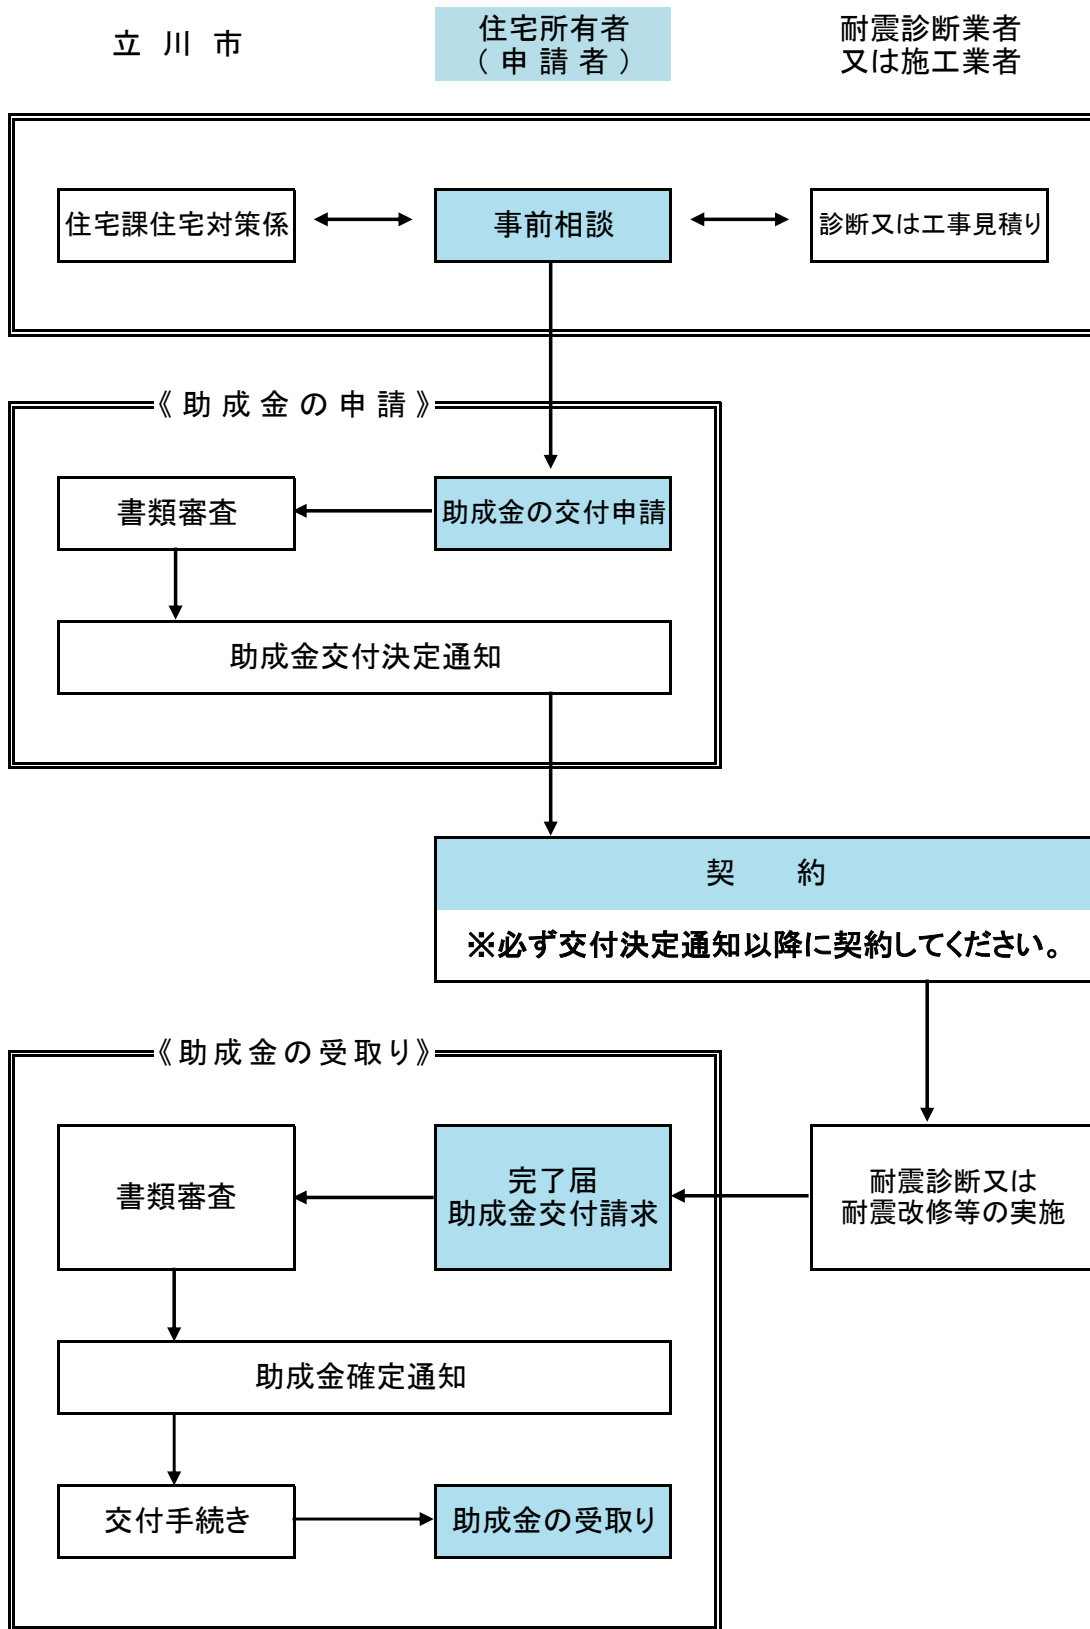 立川市
住宅所有者
（申請者）
耐震診断業者
又は施工業者
住宅課住宅対策係
事前相談
診断又は工事見積り
《助成金の申請》
書類審査
助成金の交付申請
助成金交付決定通知
契約
※必ず交付決定通知以降に契約してください。
《助成金の受取り》
書類審査
完了届
助成金交付請求
耐震診断又は
耐震改修等の実施
助成金確定通知
交付手続き
助成金の受取り